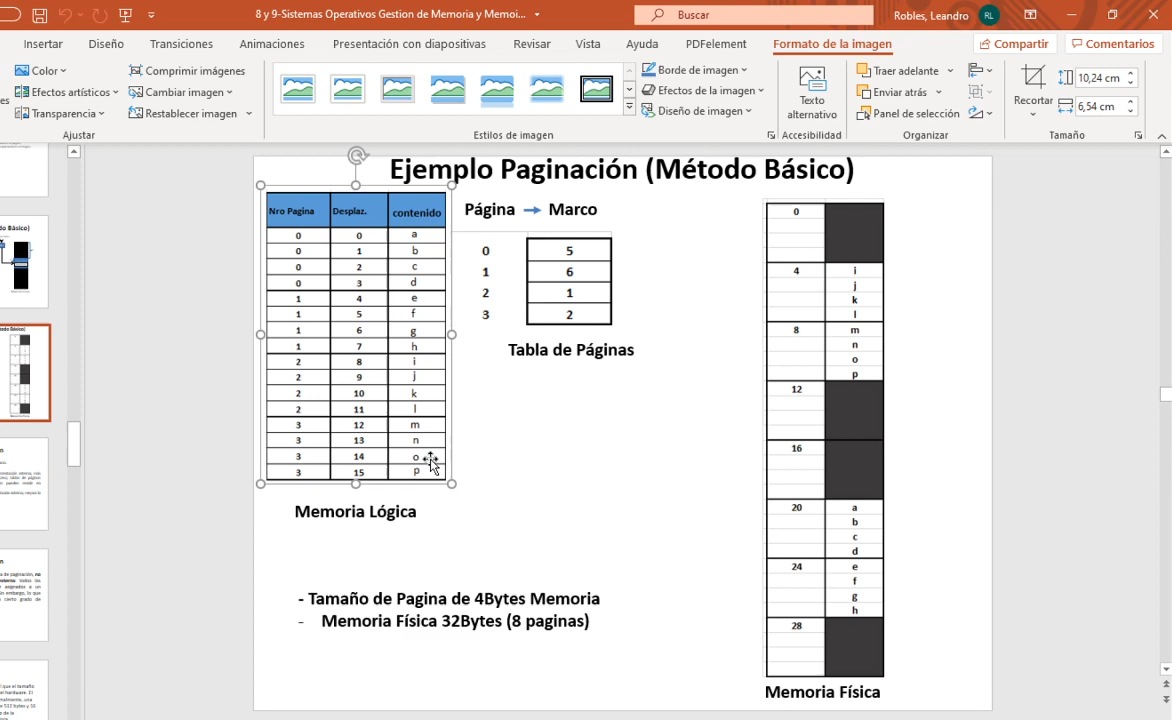 8 y 9-Sistemas Operativos Gestion de Memoria y Memoi...
Buscar
Robles, Leandro
RL
Insertar Diseño Transiciones Animaciones Presentación con diapositivas Revisar Vista Ayuda PDFelement Formato de la imagen
Compartir Comentarios
Color
Efectos artísticos
Transparencia
Comprimir imágenes
Cambiar imagen
Restablecer imagen
Ajustar
Estilos de imagen
Borde de imagen
Efectos de la imagen
Diseño de imagen
Texto alternativo
Accesibilidad
Traer adelante
Enviar atrás
Panel de selección
Organizar
Recortar
10,24 cm
6,54 cm
Tamaño
Ejemplo Paginación (Método Básico)
Nro Pagina Desplaz. contenido
0 0 a
0 1 b
0 2 c
0 3 d
1 4 e
1 5 f
1 6 g
1 7 h
2 8 i
2 9 j
2 10 k
2 11 l
3 12 m
3 13 n
3 14 o
3 15 p
Memoria Lógica
Página Marco
0 5
1 6
2 1
3 2
Tabla de Páginas
- Tamaño de Pagina de 4Bytes Memoria
- Memoria Física 32Bytes (8 paginas)
0
4 i
j
k
l
8 m
n
o
p
12
16
20 a
b
c
d
24 e
f
g
h
28
Memoria Física